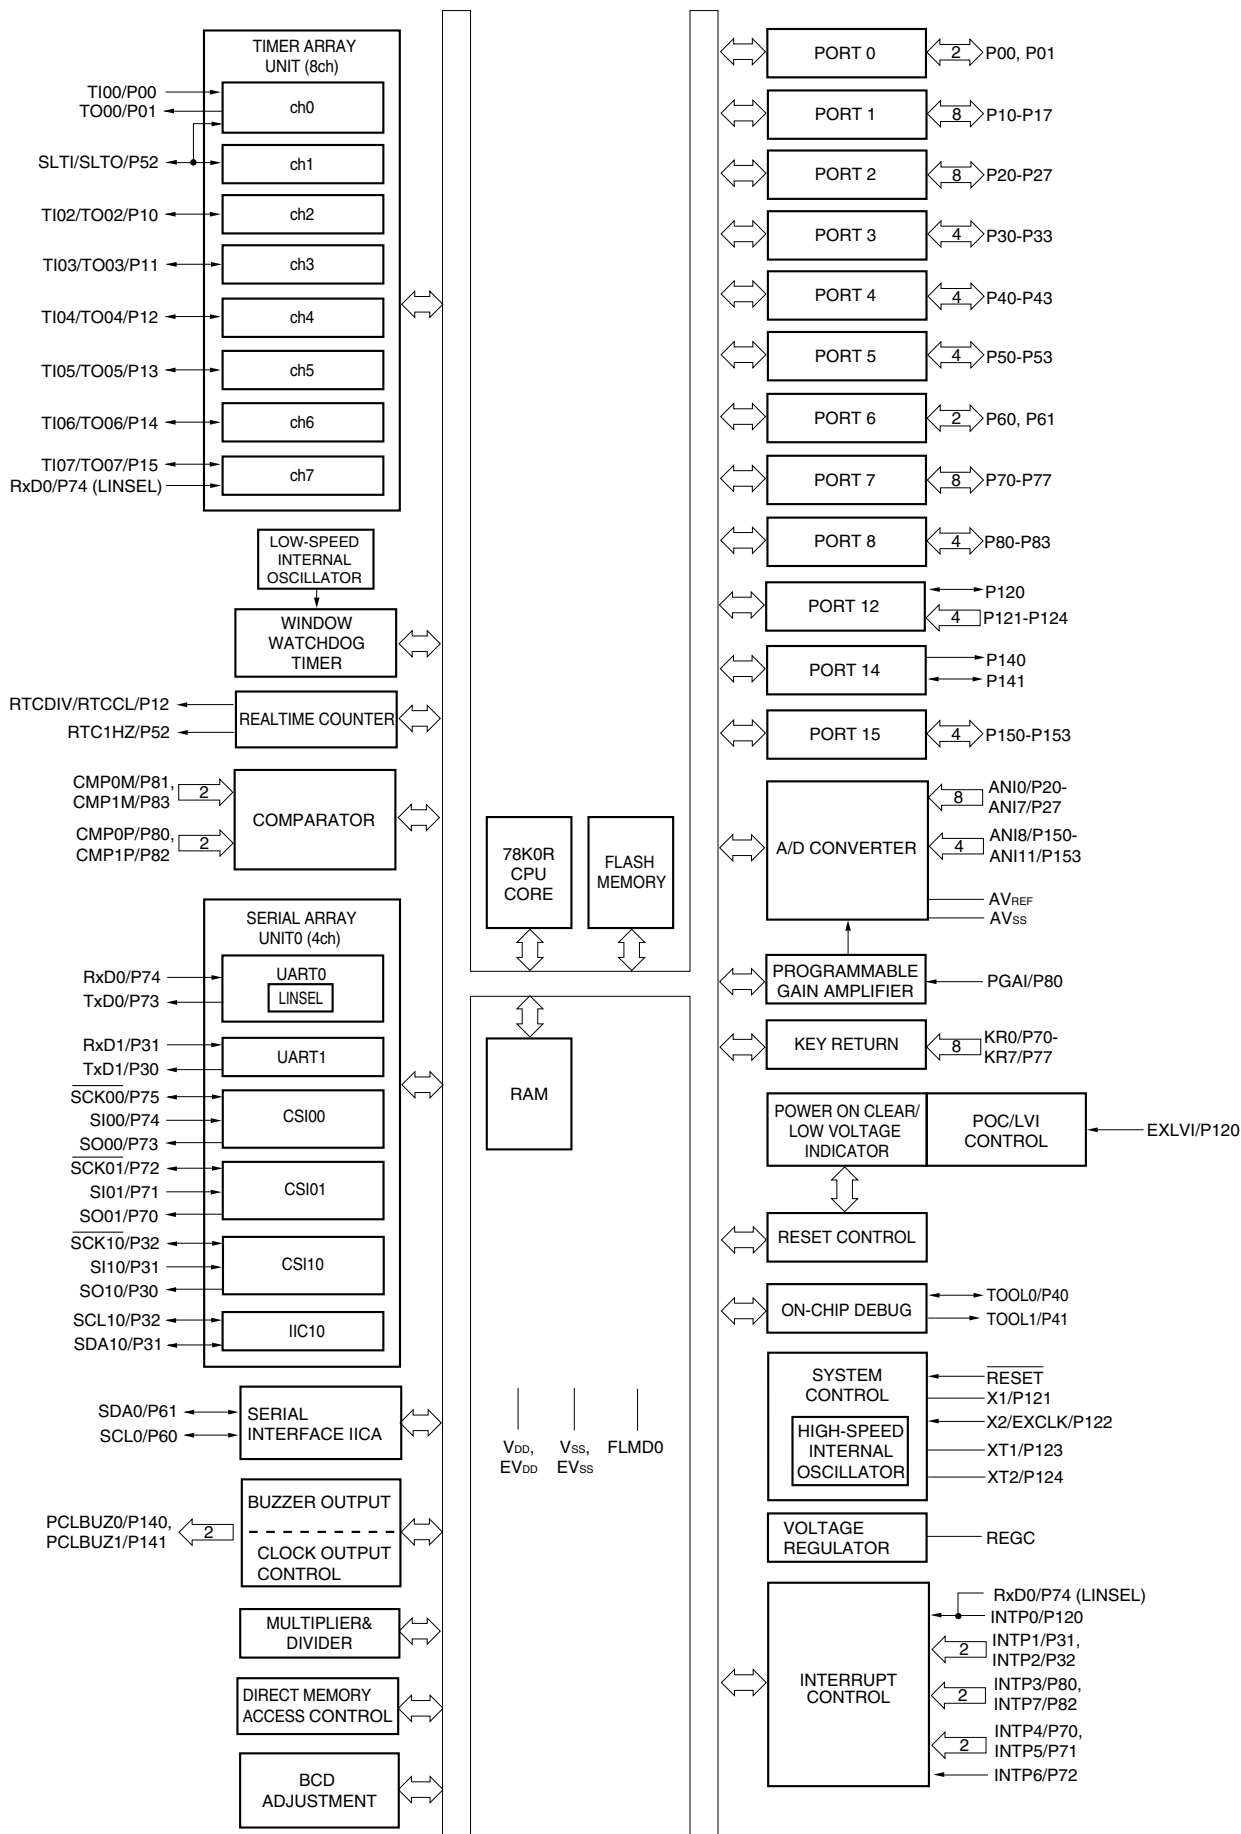 TIMER ARRAY
UNIT (8ch)
TI00/P00
TO00/P01
ch0
SLTI/SLTO/P52
ch1
TI02/TO02/P10
ch2
TI03/TO03/P11
ch3
TI04/TO04/P12
ch4
TI05/TO05/P13
ch5
TI06/TO06/P14
ch6
TI07/TO07/P15
RxD0/P74 (LINSEL)
ch7
LOW-SPEED
INTERNAL
OSCILLATOR
WINDOW
WATCHDOG
TIMER
RTCDIV/RTCCL/P12
RTC1HZ/P52
REALTIME COUNTER
CMP0M/P81,
CMP1M/P83
2
CMP0P/P80,
CMP1P/P82
2
COMPARATOR
SERIAL ARRAY
UNIT0 (4ch)
RxD0/P74
TxD0/P73
UART0
LINSEL
RxD1/P31
TxD1/P30
UART1
SCK00/P75
SI00/P74
SO00/P73
CSI00
SCK01/P72
SI01/P71
SO01/P70
CSI01
SCK10/P32
SI10/P31
SO10/P30
CSI10
SCL10/P32
SDA10/P31
IIC10
SDA0/P61
SCL0/P60
SERIAL
INTERFACE IICA
PCLBUZ0/P140,
PCLBUZ1/P141
2
BUZZER OUTPUT
CLOCK OUTPUT
CONTROL
MULTIPLIER&
DIVIDER
DIRECT MEMORY
ACCESS CONTROL
BCD
ADJUSTMENT
78K0R
CPU
CORE
FLASH
MEMORY
RAM
VDD,
EVDD
VSS,
EVSS
FLMD0
PORT 0
2
P00, P01
PORT 1
8
P10-P17
PORT 2
8
P20-P27
PORT 3
4
P30-P33
PORT 4
4
P40-P43
PORT 5
4
P50-P53
PORT 6
2
P60, P61
PORT 7
8
P70-P77
PORT 8
4
P80-P83
PORT 12
P120
4
P121-P124
PORT 14
P140
P141
PORT 15
4
P150-P153
A/D CONVERTER
8
ANI0/P20-
ANI7/P27
4
ANI8/P150-
ANI11/P153
AVREF
AVSS
PROGRAMMABLE
GAIN AMPLIFIER
PGAI/P80
KEY RETURN
8
KR0/P70-
KR7/P77
POWER ON CLEAR/
LOW VOLTAGE
INDICATOR
POC/LVI
CONTROL
EXLVI/P120
RESET CONTROL
ON-CHIP DEBUG
TOOL0/P40
TOOL1/P41
SYSTEM
CONTROL
HIGH-SPEED
INTERNAL
OSCILLATOR
RESET
X1/P121
X2/EXCLK/P122
XT1/P123
XT2/P124
VOLTAGE
REGULATOR
REGC
INTERRUPT
CONTROL
RxD0/P74 (LINSEL)
INTP0/P120
2
INTP1/P31,
INTP2/P32
2
INTP3/P80,
INTP7/P82
2
INTP4/P70,
INTP5/P71
INTP6/P72